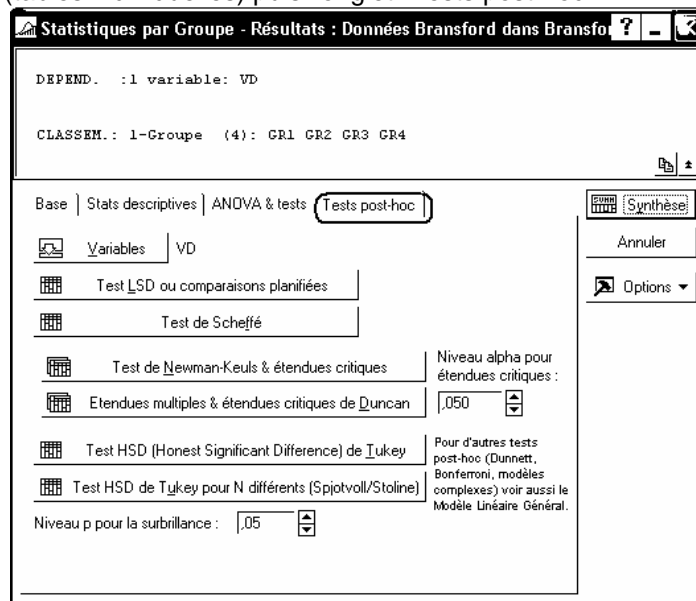 Statistiques par Groupe - Résultats : Données Bransford dans Bransfo
DEPEND. :1 variable: VD
CLASSEM.: 1-Groupe (4): GR1 GR2 GR3 GR4
Base
Stats descriptives
ANOVA & tests
Tests post-hoc
Synthèse
Annuler
Options
Variables
VD
Test LSD ou comparaisons planifiées
Test de Scheffé
Test de Newman-Keuls & étendues critiques
Etendues multiples & étendues critiques de Duncan
Niveau alpha pour
étendues critiques :
,050
Test HSD (Honest Significant Difference) de Tukey
Test HSD de Tukey pour N différents (Spjotvoll/Stoline)
Pour d'autres tests
post-hoc (Dunnett,
Bonferroni, modèles
complexes) voir aussi le
Modèle Linéaire Général.
Niveau p pour la surbrillance : ,05